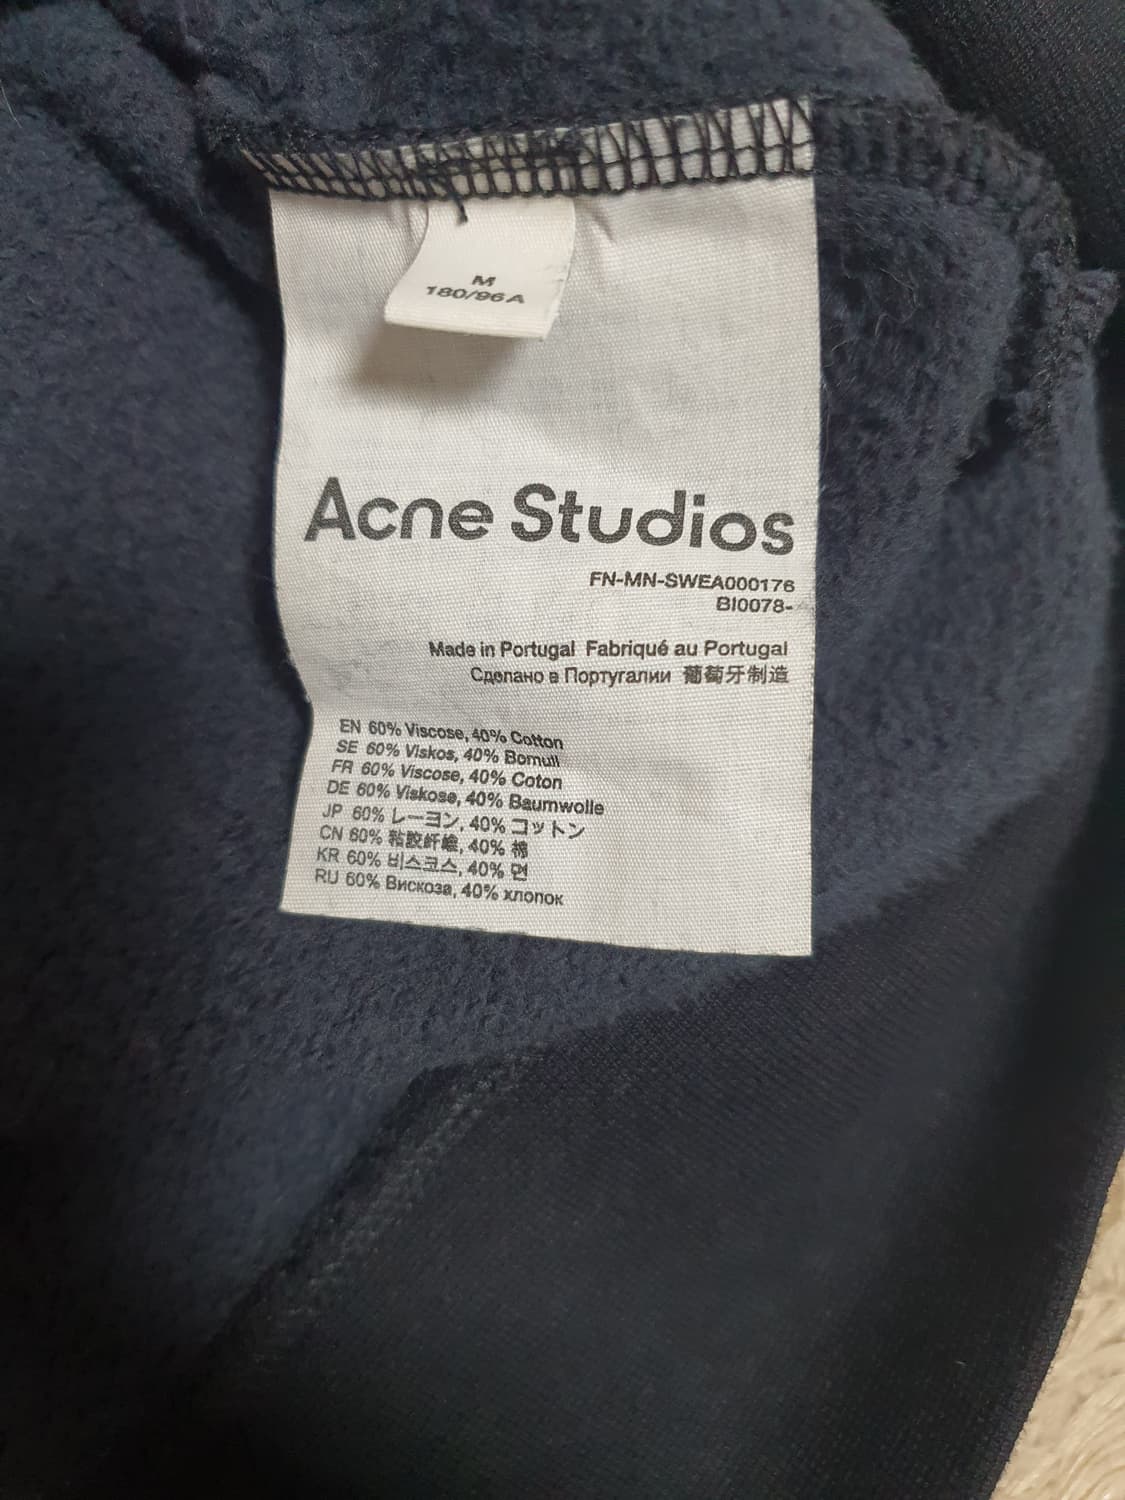 M
180/96A
Acne Studios
FN-MN-SWEA000176
BI0078-
Made in Portugal Fabriqué au Portugal
Сделано в Португалии 葡萄牙制造
EN 60% Viscose, 40% Cotton
SE 60% Viskos, 40% Bomull
FR 60% Viscose, 40% Coton
DE 60% Viskose, 40% Baumwolle
JP 60% レーヨン, 40% コットン
CN 60% 粘胶纤维, 40% 棉
KR 60% 비스코스, 40% 면
RU 60% Вискоза, 40% хлопок